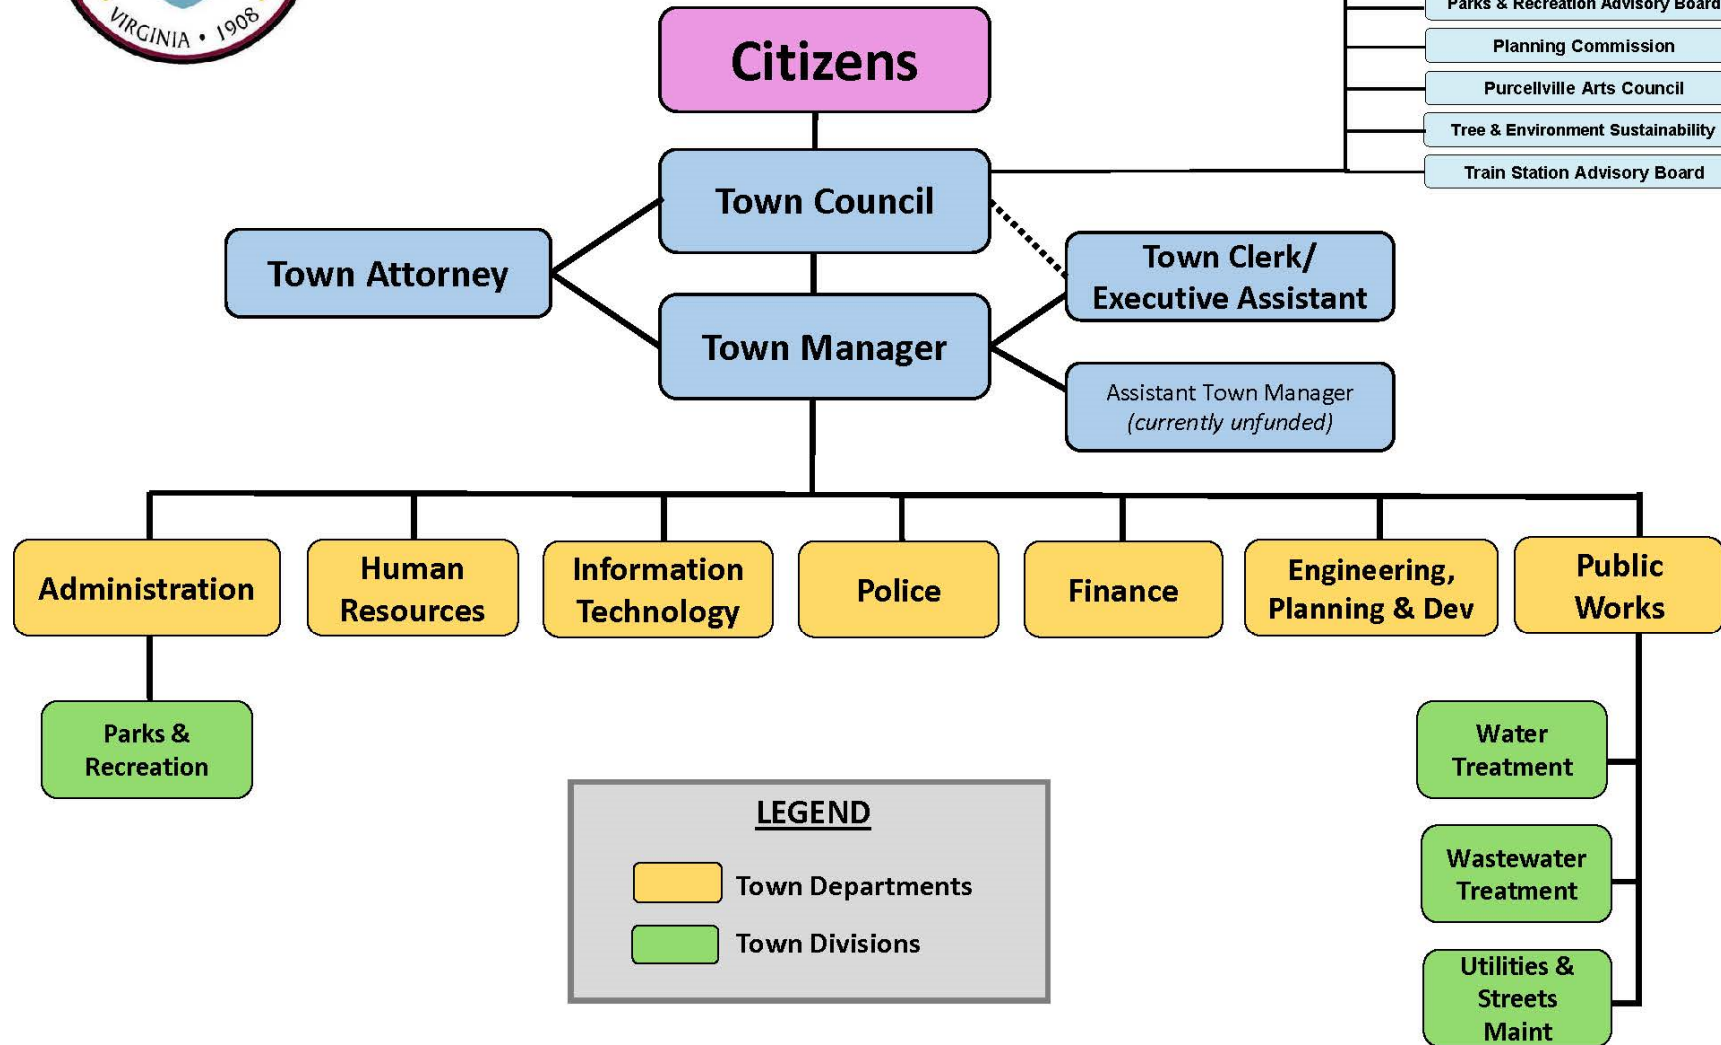 VIRGINIA • 1908
Parks & Recreation Advisory Board
Planning Commission
Purcellville Arts Council
Tree & Environment Sustainability
Train Station Advisory Board
Citizens
Town Council
Town Attorney
Town Clerk/
Executive Assistant
Town Manager
Assistant Town Manager
(currently unfunded)
Administration
Human
Resources
Information
Technology
Police
Finance
Engineering,
Planning & Dev
Public
Works
Parks &
Recreation
Water
Treatment
Wastewater
Treatment
Utilities &
Streets
Maint
LEGEND
Town Departments
Town Divisions